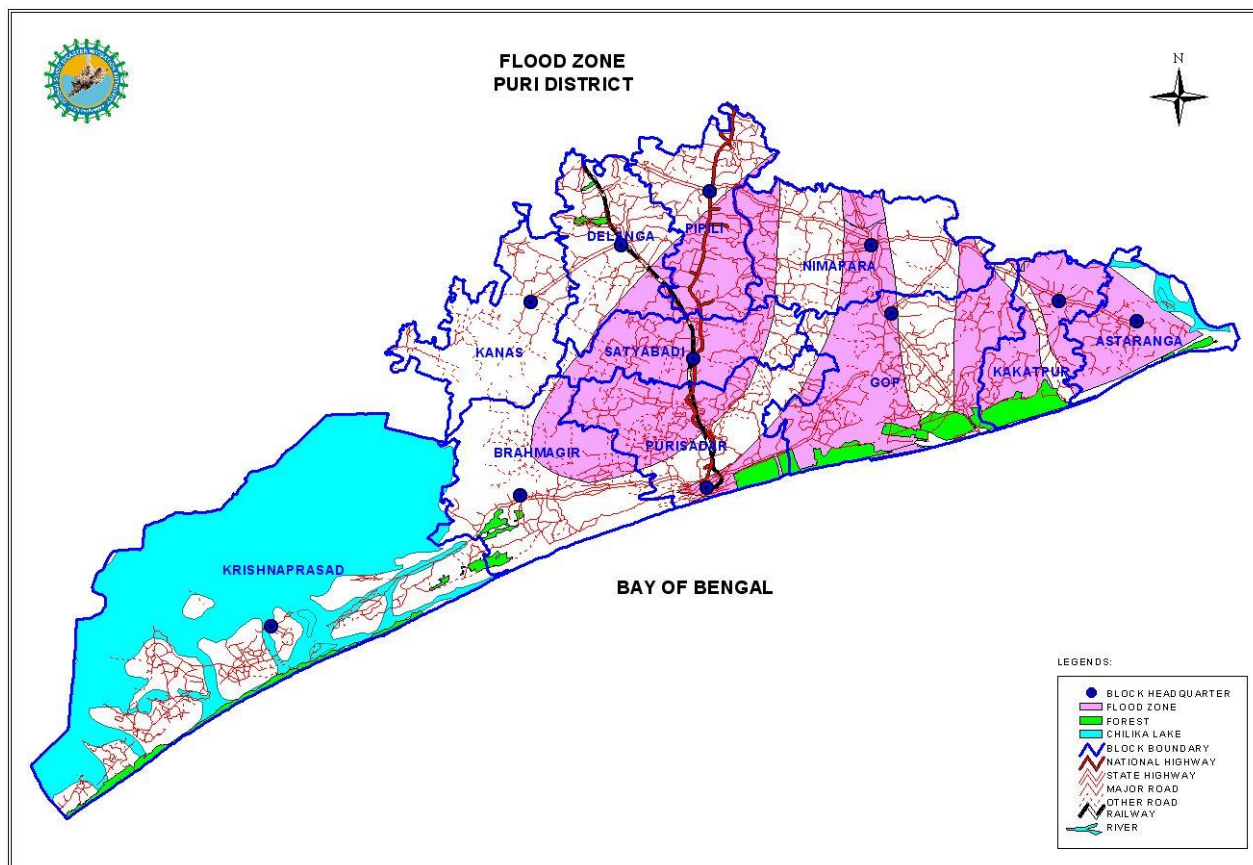 FLOOD ZONE
PURI DISTRICT
N
PIPILI
DELANGA
NIMAPARA
KANAS
SATYABADI
ASTARANGA
GOP
KAKATPUR
BRAHMAGIR
PURISADAR
KRISHNAPRASAD
BAY OF BENGAL
LEGENDS:
BLOCK HEADQUARTER
FLOOD ZONE
FOREST
CHILIKA LAKE
BLOCK BOUNDARY
NATIONAL HIGHWAY
STATE HIGHWAY
MAJOR ROAD
OTHER ROAD
RAILWAY
RIVER